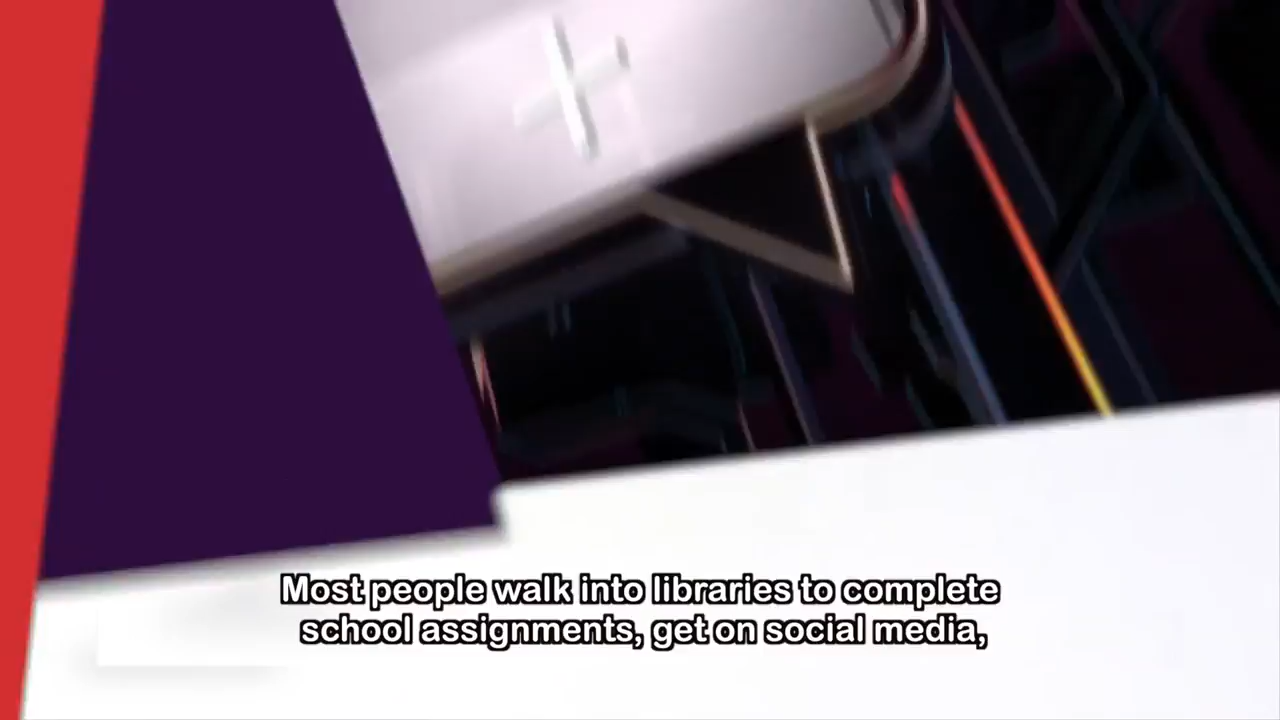 Most people walk into libraries to complete
school assignments, get on social media,